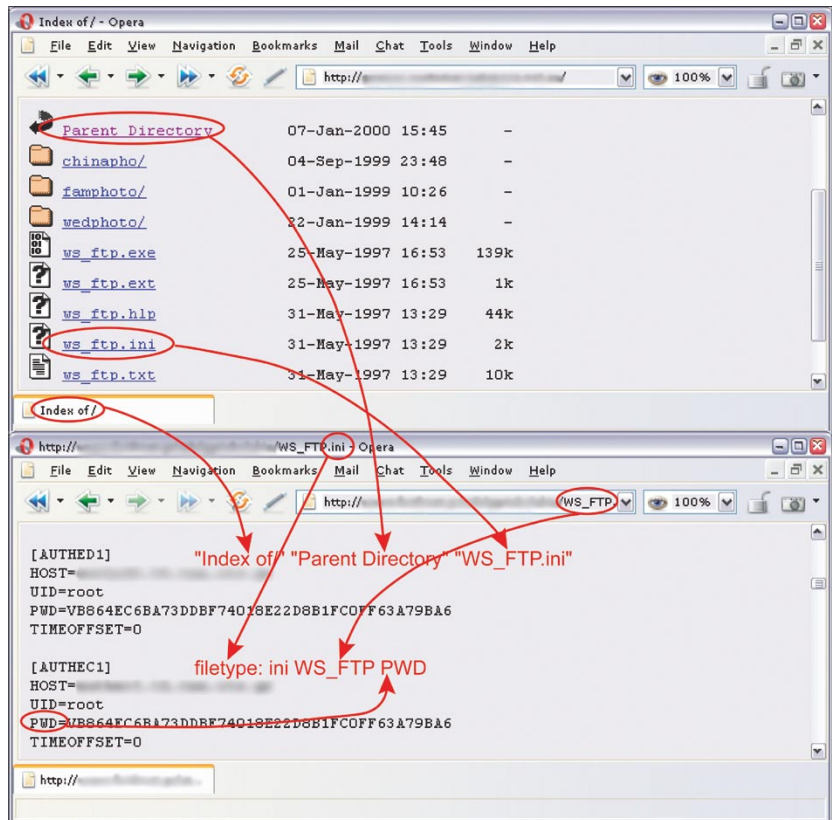 Index of / - Opera
File Edit View Navigation Bookmarks Mail Chat Tools Window Help
http:// / 100%
Parent Directory 07-Jan-2000 15:45 -
chinapho/ 04-Sep-1999 23:48 -
famphoto/ 01-Jan-1999 10:26 -
wedphoto/ 22-Jan-1999 14:14 -
ws_ftp.exe 25-May-1997 16:53 139k
ws_ftp.ext 25-May-1997 16:53 1k
ws_ftp.hlp 31-May-1997 13:29 44k
ws_ftp.ini 31-May-1997 13:29 2k
ws_ftp.txt 31-May-1997 13:29 10k
Index of /
http:// /WS_FTP.ini - Opera
File Edit View Navigation Bookmarks Mail Chat Tools Window Help
http:// /WS_FTP. 100%
[AUTHED1]
"Index of/" "Parent Directory" "WS_FTP.ini"
HOST=
UID=root
PWD=VB864EC6BA73DDBF74018E22D8B1FC0FF63A79BA6
TIMEOFFSET=0
[AUTHEC1]
filetype: ini WS_FTP PWD
HOST=
UID=root
PWD=VB864EC6BA73DDBF74018E22D8B1FC0FF63A79BA6
TIMEOFFSET=0
http://